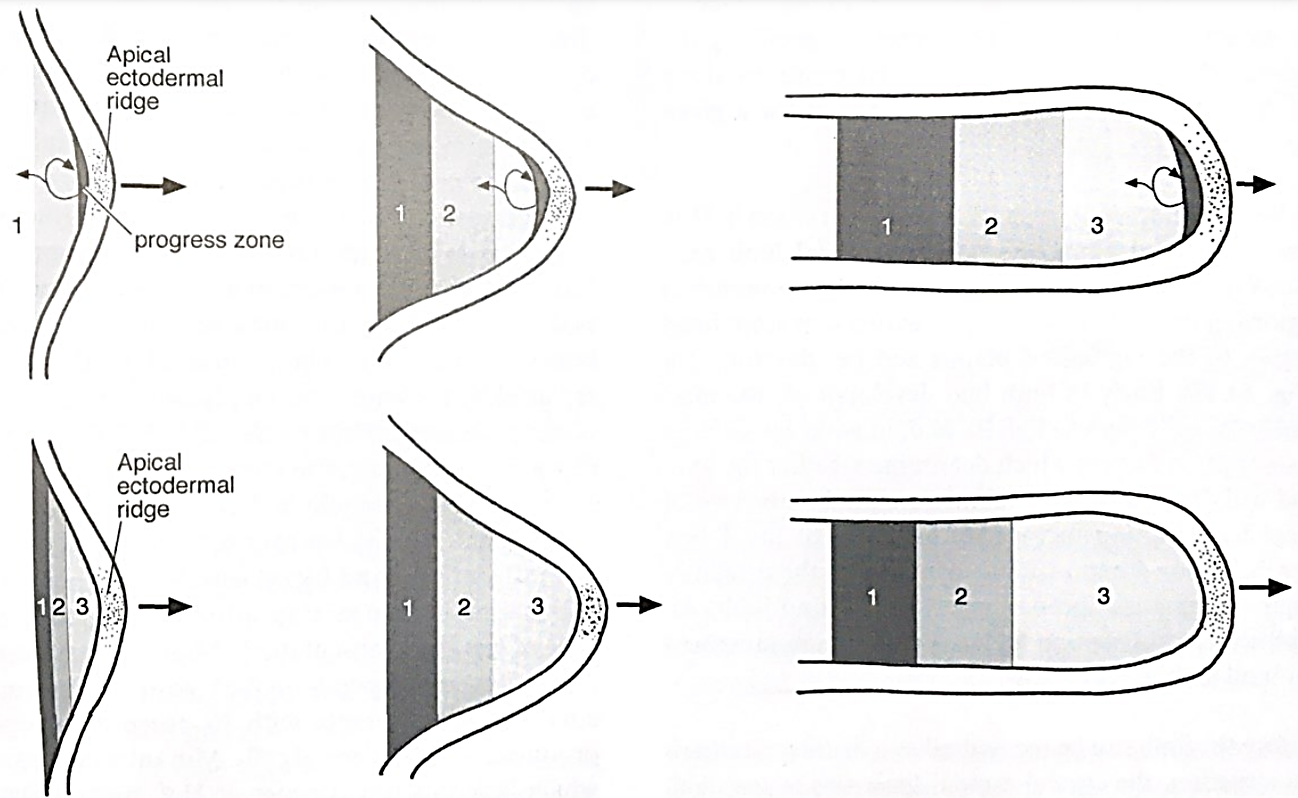 Apical
ectodermal
ridge
1
progress zone
1 2
1 2 3
Apical
ectodermal
ridge
1 2 3
1 2 3
1 2 3